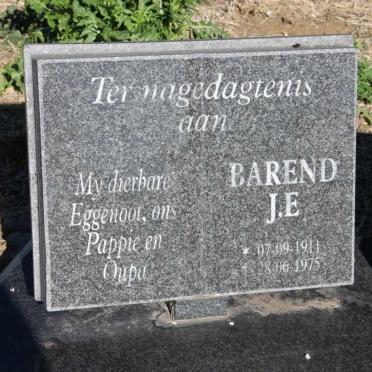 Ter nagedagtenis
aan
My dierbare
Eggenoot, ons
Pappie en
Oupa
BAREND
J.E
* 07-09-1911
28-06-1975